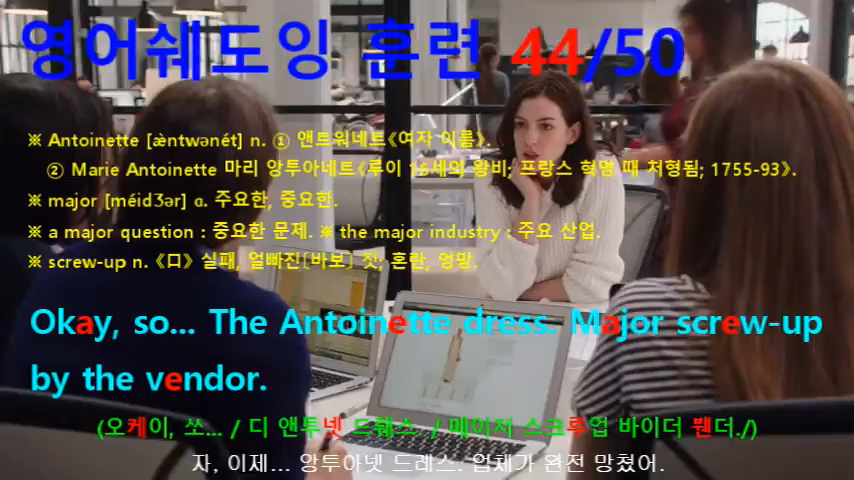 영어쉐도잉 훈련 44/50
※ Antoinette [æ̀ntwənét] n. ① 앤트워네트《여자 이름》.
② Marie Antoinette 마리 앙투아네트《루이 16세의 왕비; 프랑스 혁명 때 처형됨; 1755-93》.
※ major [méidʒər] a. 주요한, 중요한.
※ a major question : 중요한 문제. ※ the major industry : 주요 산업.
※ screw-up n. 《口》 실패, 얼빠진[바보] 짓; 혼란, 엉망.
Okay, so... The Antoinette dress. Major screw-up
by the vendor.
(오케이, 쏘... / 디 앤투넷 드뤠스. / 메이저 스크루업 바이더 붼더./)
자, 이제... 앙투아넷 드레스. 업체가 완전 망쳤어.